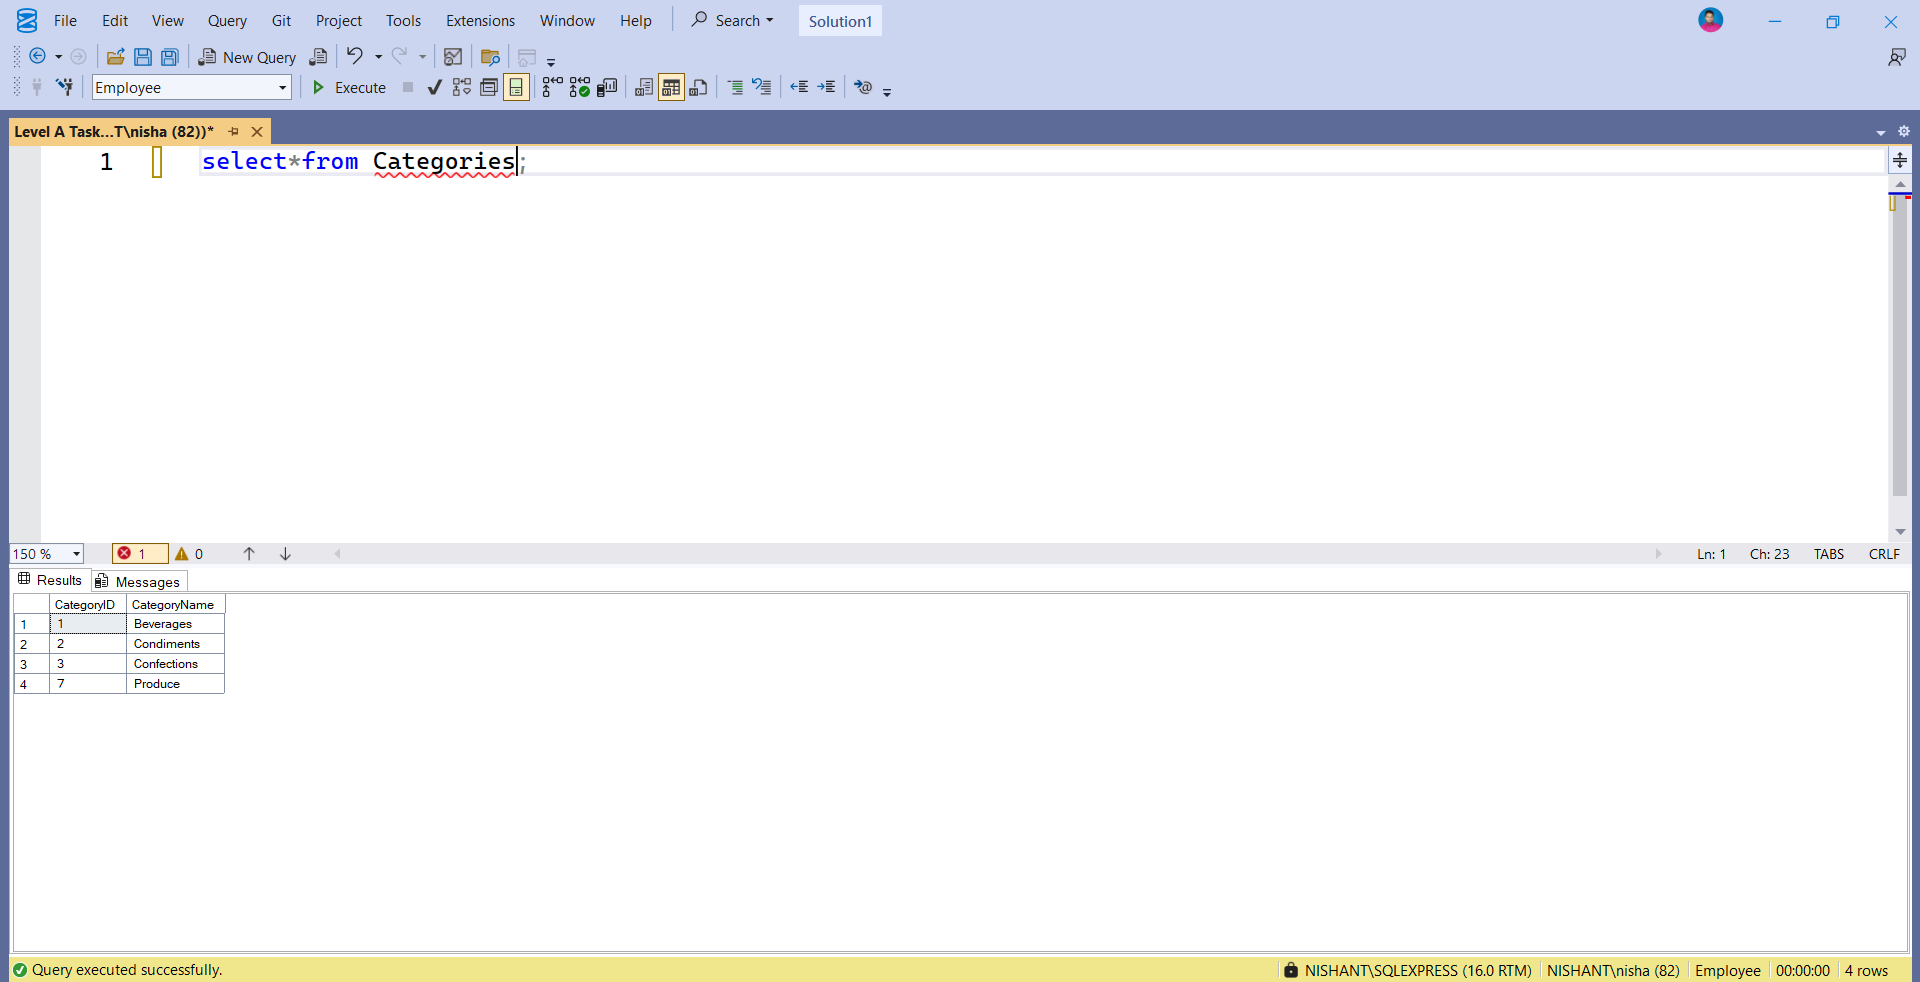 File Edit View Query Git Project Tools Extensions Window Help Search Solution1
New Query
Employee Execute
Level A Task...T\nisha (82))*
1 select*from Categories;
150 % 1 0 Ln: 1 Ch: 23 TABS CRLF
Results Messages
CategoryID CategoryName
1 1 Beverages
2 2 Condiments
3 3 Confections
4 7 Produce
Query executed successfully. NISHANT\SQLEXPRESS (16.0 RTM) NISHANT\nisha (82) Employee 00:00:00 4 rows